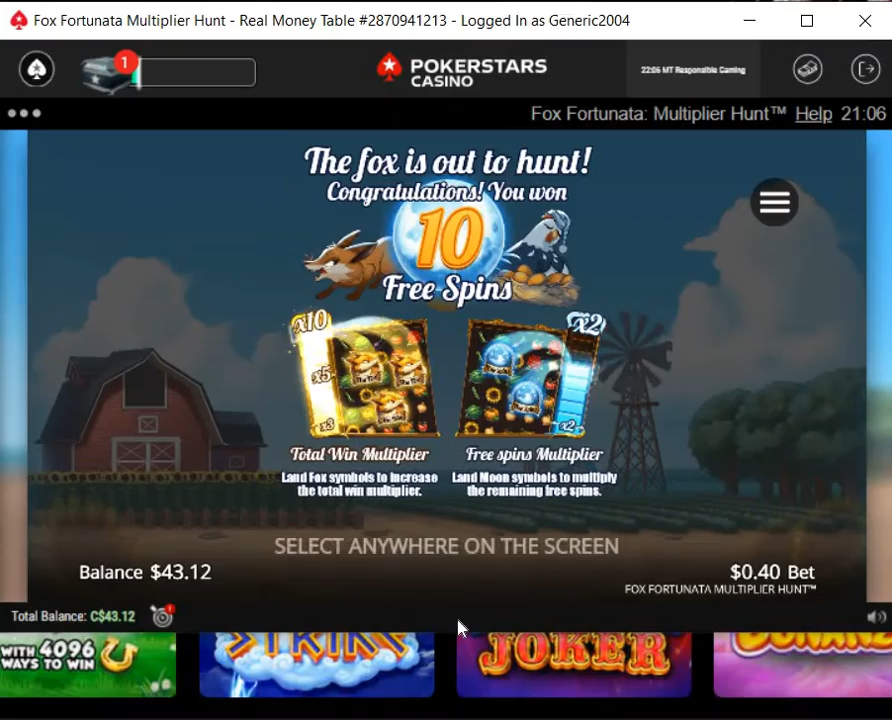 Fox Fortunata Multiplier Hunt - Real Money Table #2870941213 - Logged In as Generic2004
1
POKERSTARS
CASINO
22:06 MT Responsible Gaming
Fox Fortunata: Multiplier Hunt™ Help 21:06
The fox is out to hunt!
Congratulations! You won
10
Free Spins
x10
x5
x3
x2
x2
Total Win Multiplier
Free spins Multiplier
Land Fox symbols to increase
the total win multiplier.
Land Moon symbols to multiply
the remaining free spins.
SELECT ANYWHERE ON THE SCREEN
Balance $43.12
$0.40 Bet
FOX FORTUNATA MULTIPLIER HUNT™
Total Balance: C$43.12
WITH 4096
WAYS TO WIN
STRIKE
JOKER
BONANZA